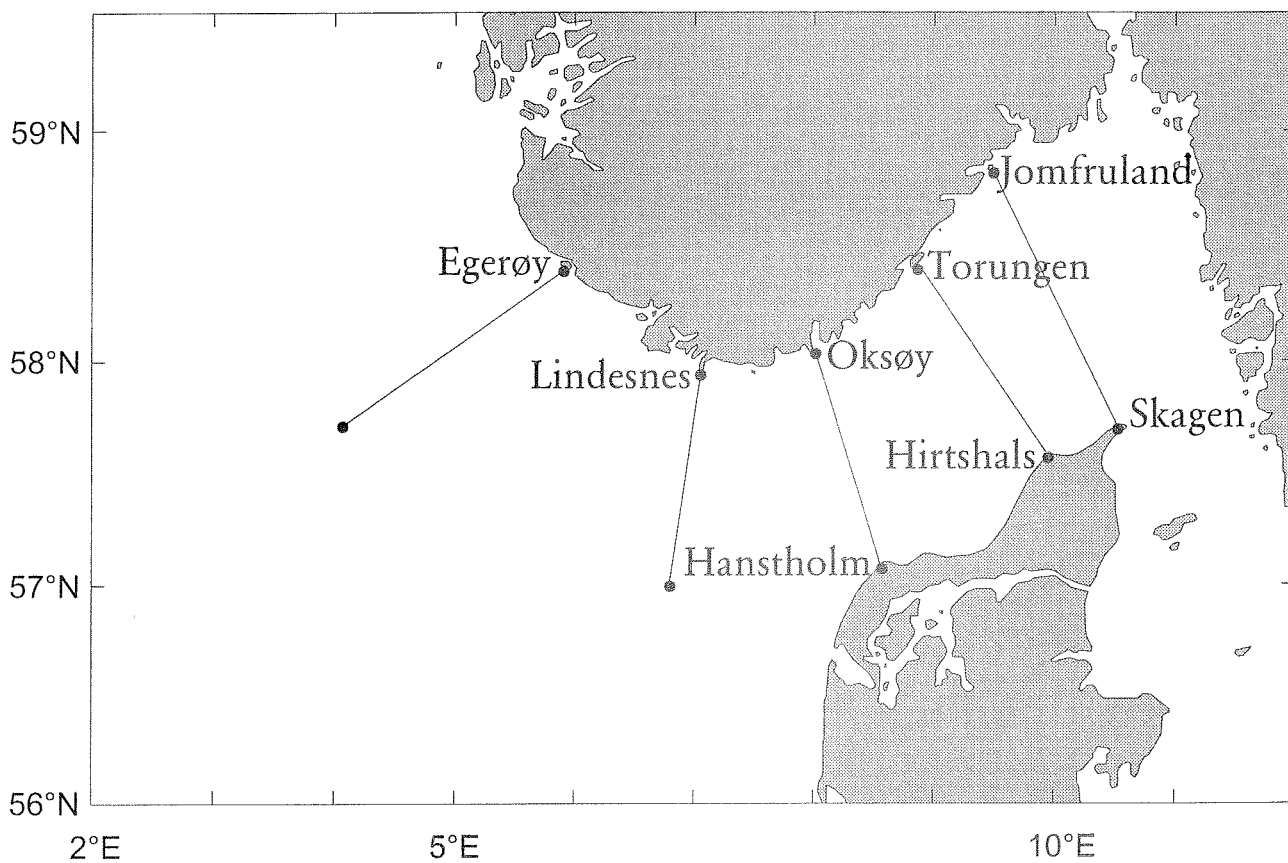 59°N
Jomfruland
Egerøy
Torungen
58°N
Oksøy
Lindesnes
Skagen
Hirtshals
Hanstholm
57°N
56°N
2°E
5°E
10°E